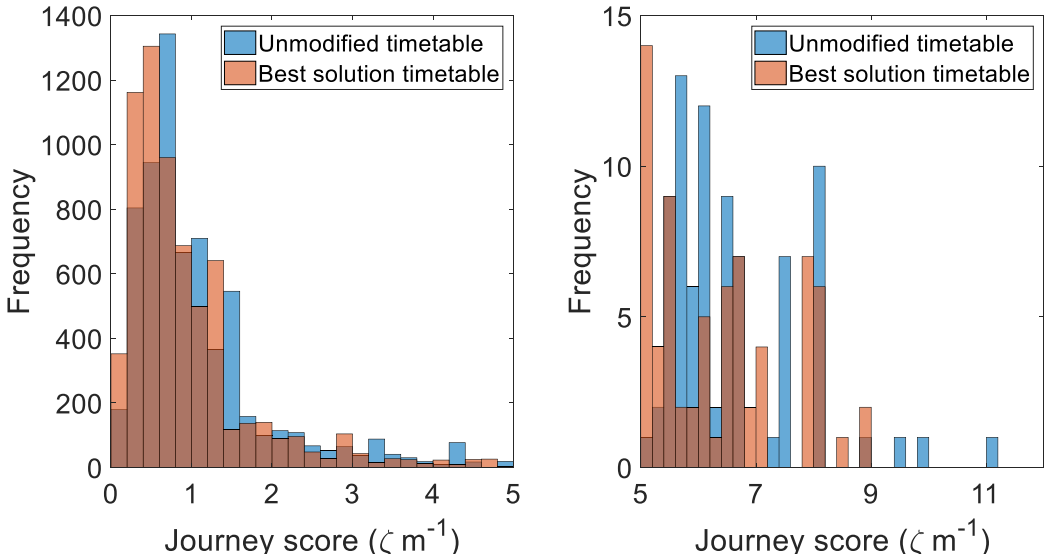 1400
1200
1000
800
600
400
200
0
0 1 2 3 4 5
Frequency
Journey score (ζ m⁻¹)
Unmodified timetable
Best solution timetable
15
10
5
0
5 7 9 11
Frequency
Journey score (ζ m⁻¹)
Unmodified timetable
Best solution timetable